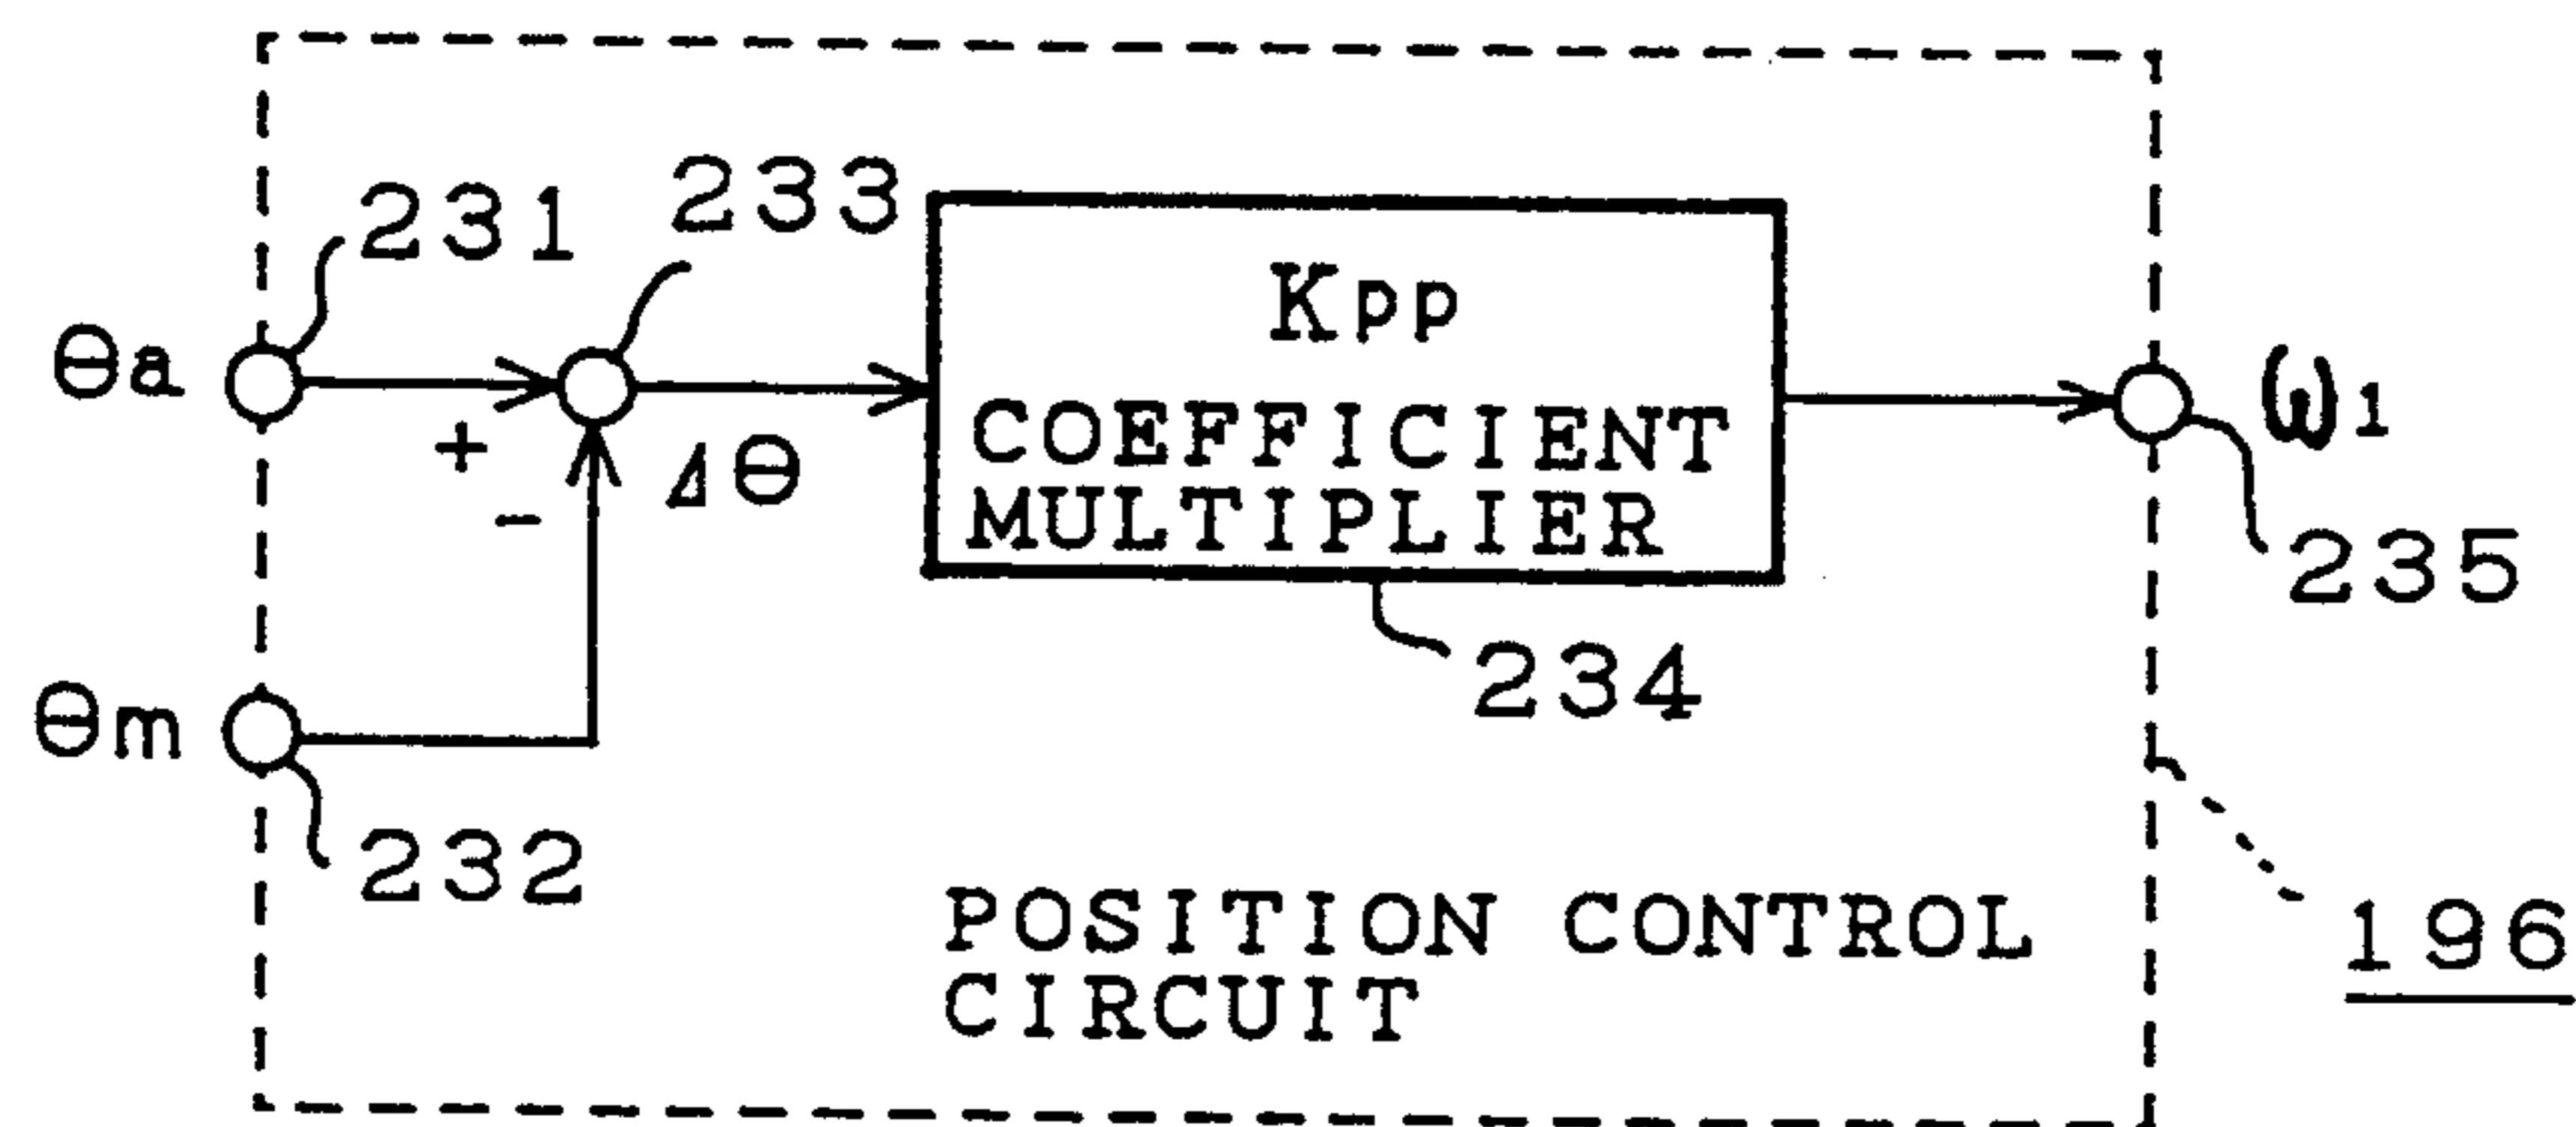 231
233
Kpp
COEFFICIENT
MULTIPLIER
Θa
+
-
ΔΘ
ω1
235
234
Θm
232
POSITION CONTROL
CIRCUIT
196